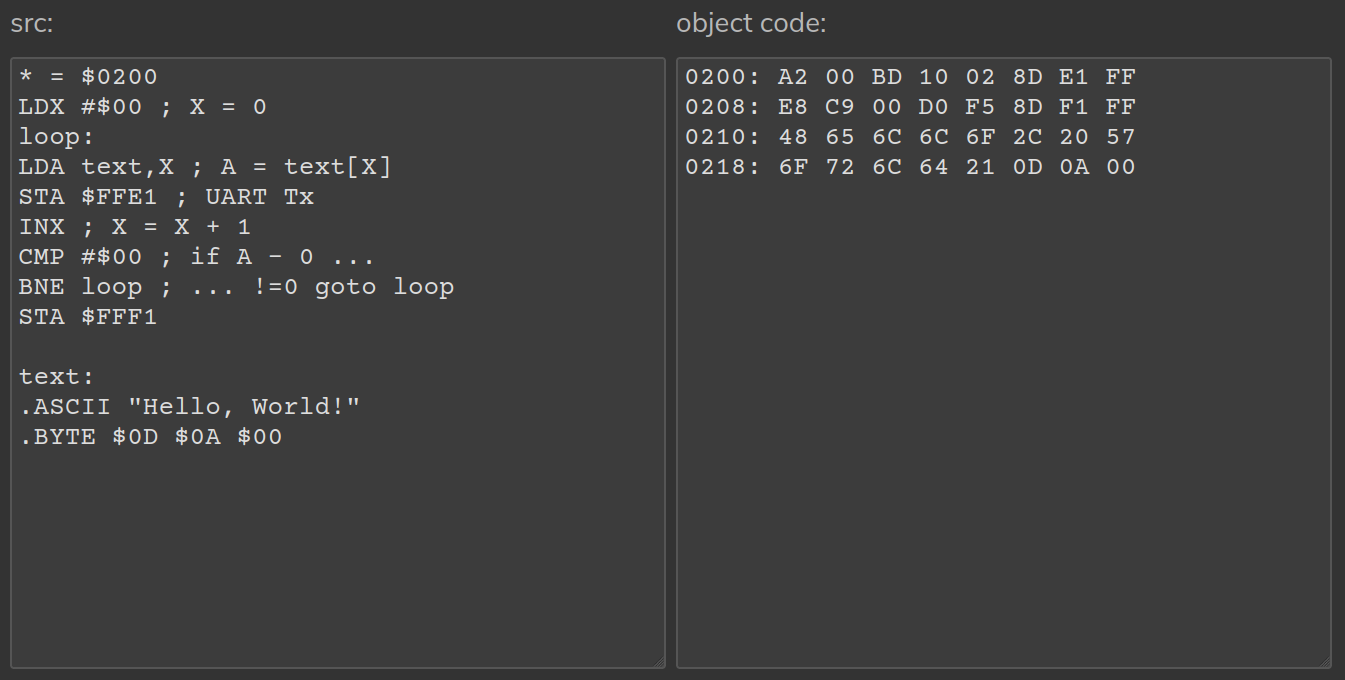 src:
* = $0200
LDX #$00 ; X = 0
loop:
LDA text,X ; A = text[X]
STA $FFE1 ; UART Tx
INX ; X = X + 1
CMP #$00 ; if A - 0 ...
BNE loop ; ... !=0 goto loop
STA $FFF1

text:
.ASCII "Hello, World!"
.BYTE $0D $0A $00
object code:
0200: A2 00 BD 10 02 8D E1 FF
0208: E8 C9 00 D0 F5 8D F1 FF
0210: 48 65 6C 6C 6F 2C 20 57
0218: 6F 72 6C 64 21 0D 0A 00